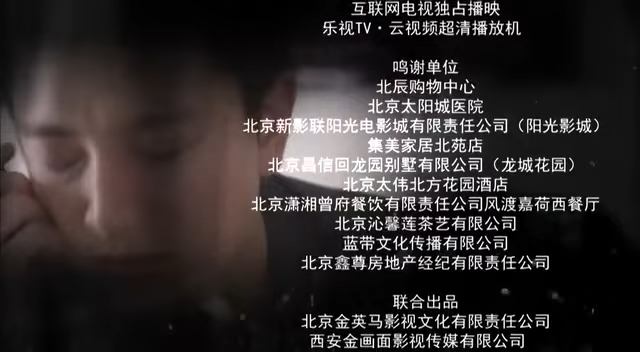 互联网电视独占播映
乐视TV·云视频超清播放机
鸣谢单位
北辰购物中心
北京太阳城医院
北京新影联阳光电影城有限责任公司（阳光影城）
集美家居北苑店
北京昌信回龙园别墅有限公司（龙城花园）
北京太伟北方花园酒店
北京潇湘曾府餐饮有限责任公司风渡嘉荷西餐厅
北京沁馨莲茶艺有限公司
蓝带文化传播有限公司
北京鑫尊房地产经纪有限责任公司
联合出品
北京金英马影视文化有限责任公司
西安金画面影视传媒有限公司